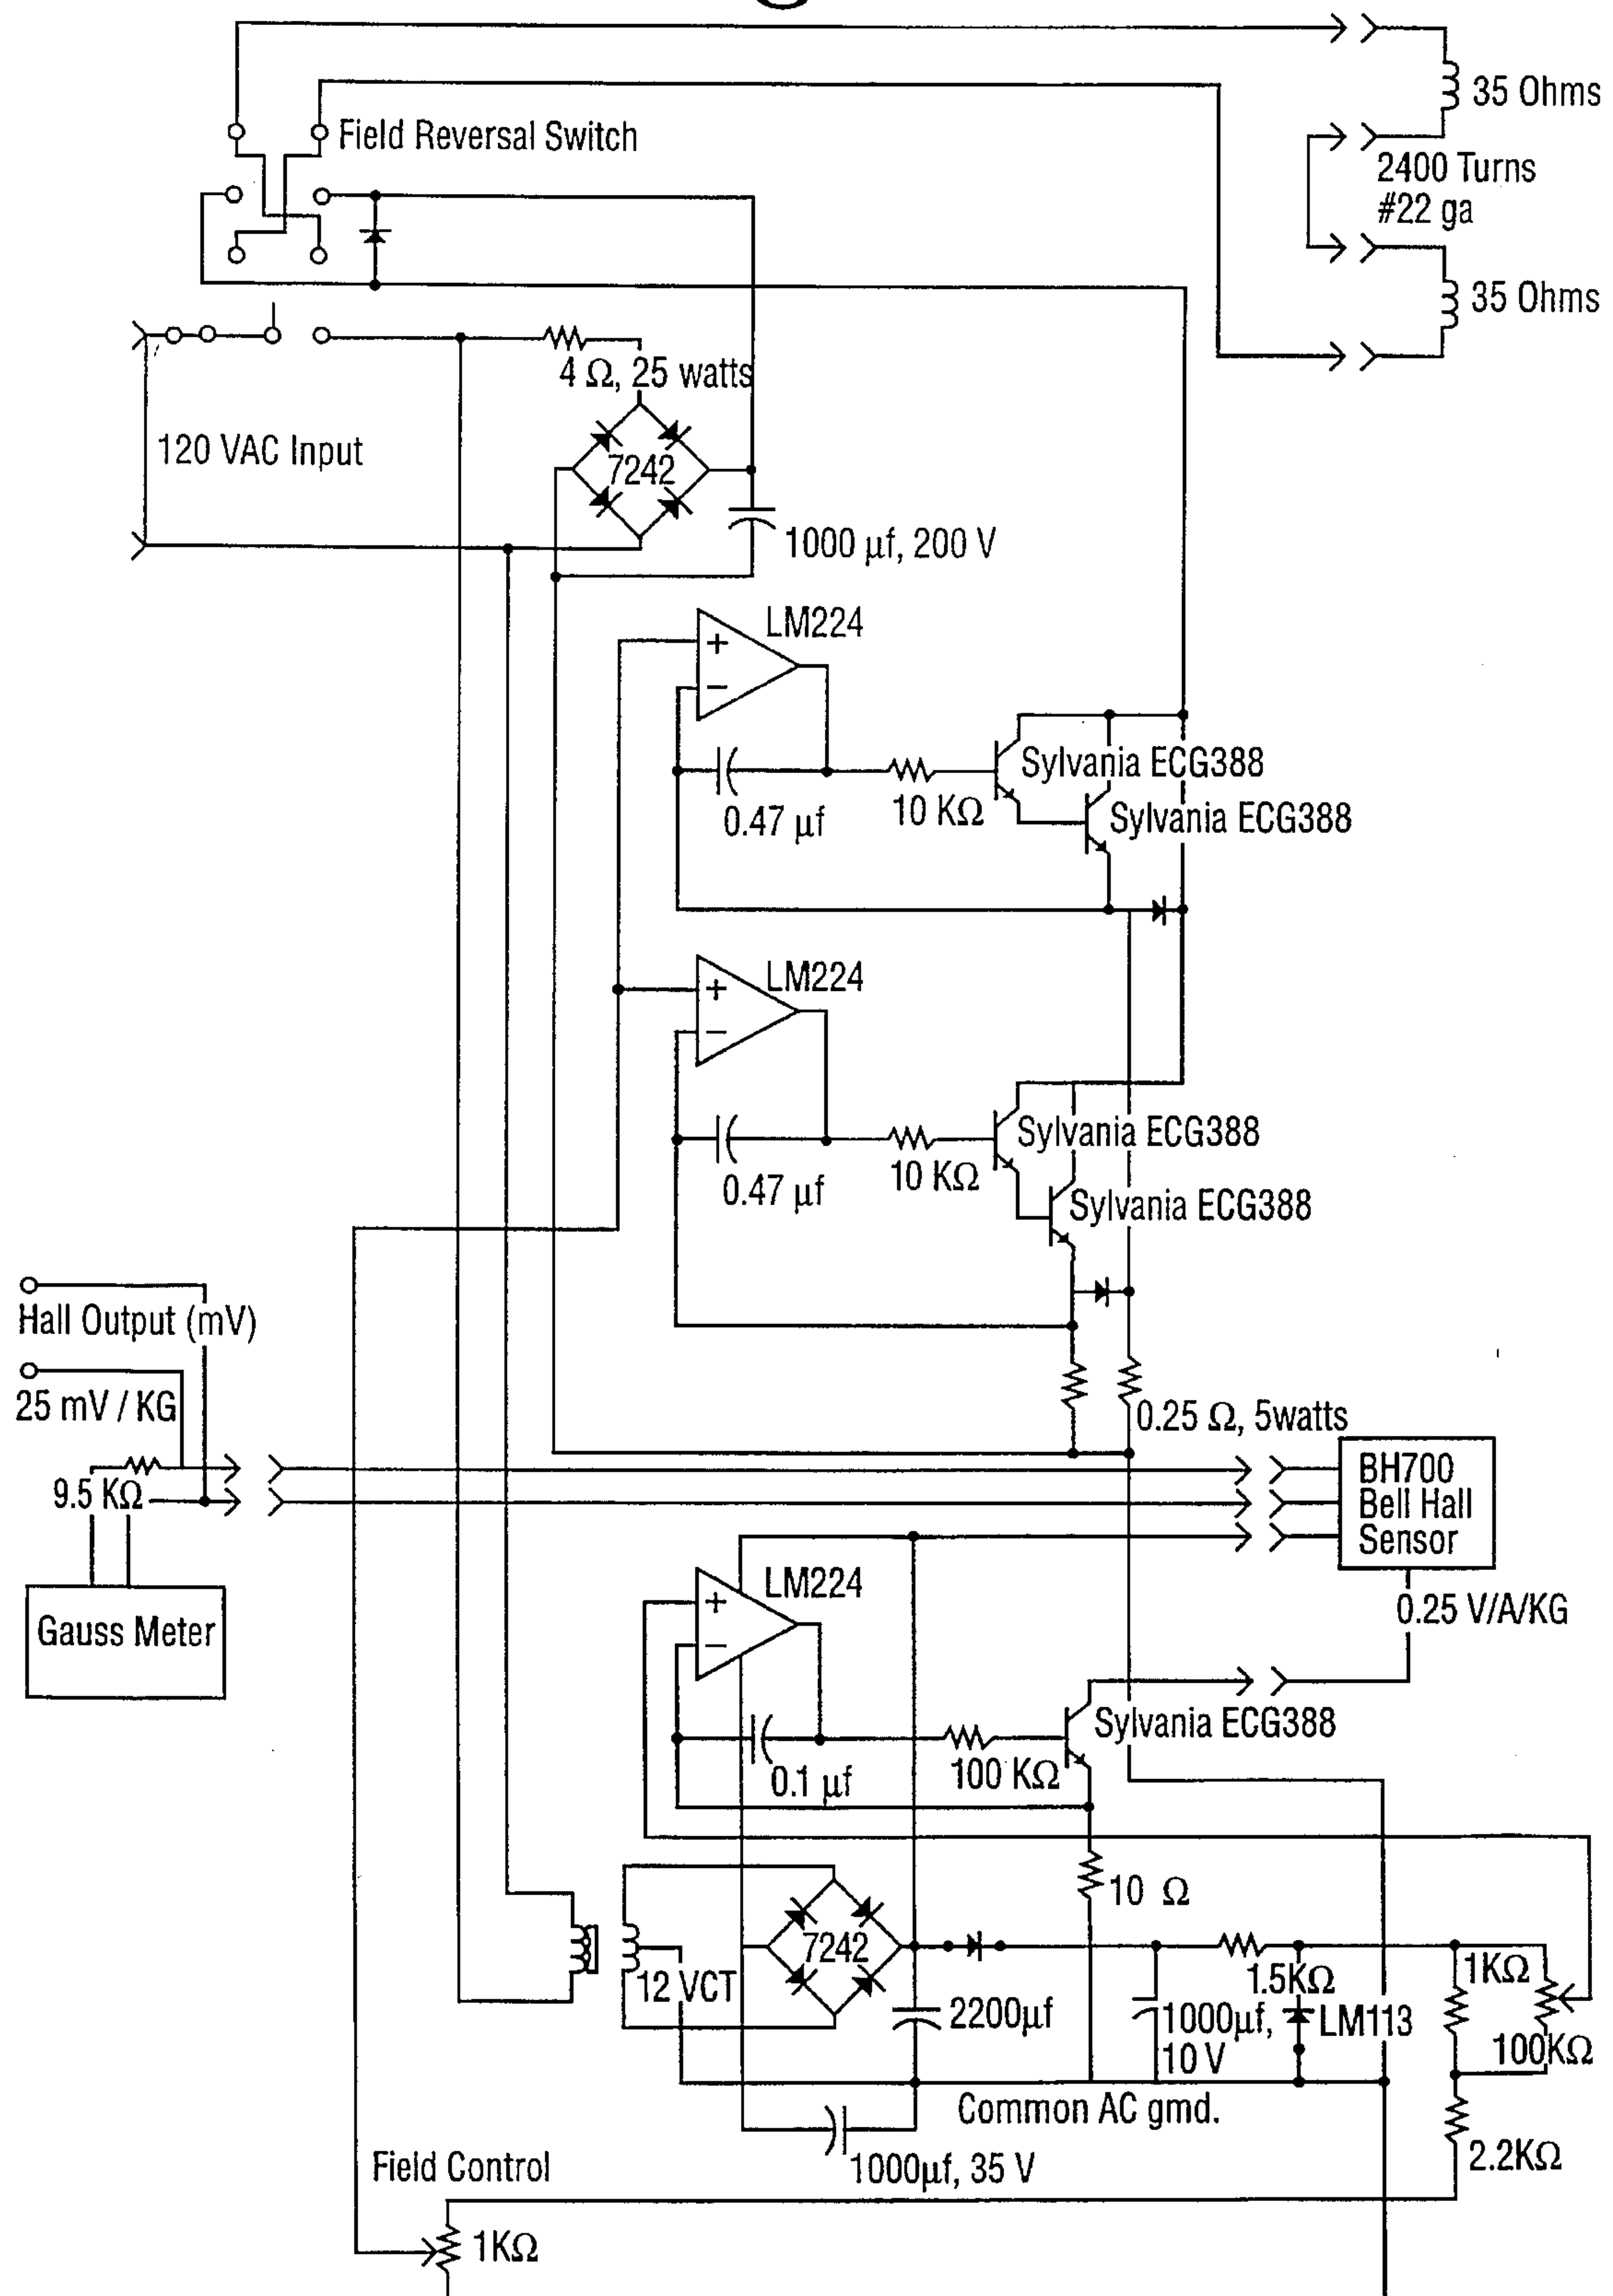 35 Ohms
Field Reversal Switch
2400 Turns
#22 ga
35 Ohms
4 Ω, 25 watts
120 VAC Input
7242
1000 µf, 200 V
LM224
+
−
Sylvania ECG388
0.47 µf
10 KΩ
Sylvania ECG388
LM224
+
−
Sylvania ECG388
0.47 µf
10 KΩ
Sylvania ECG388
Hall Output (mV)
25 mV / KG
0.25 Ω, 5watts
9.5 KΩ
BH700
Bell Hall
Sensor
LM224
+
−
0.25 V/A/KG
Gauss Meter
Sylvania ECG388
0.1 µf
100 KΩ
10 Ω
7242
12 VCT
1.5KΩ
1KΩ
2200µf
1000µf,
10 V
LM113
100KΩ
Common AC gmd.
1000µf, 35 V
2.2KΩ
Field Control
1KΩ